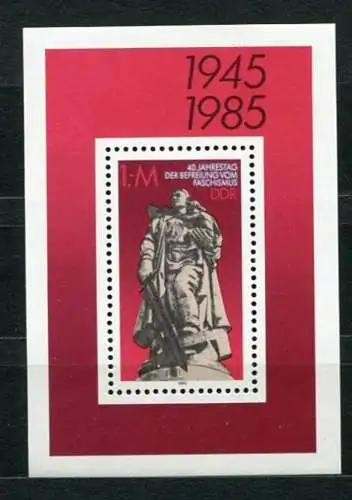 1945
1985
1,-M
40. JAHRESTAG
DER BEFREIUNG VOM
FASCHISMUS
DDR